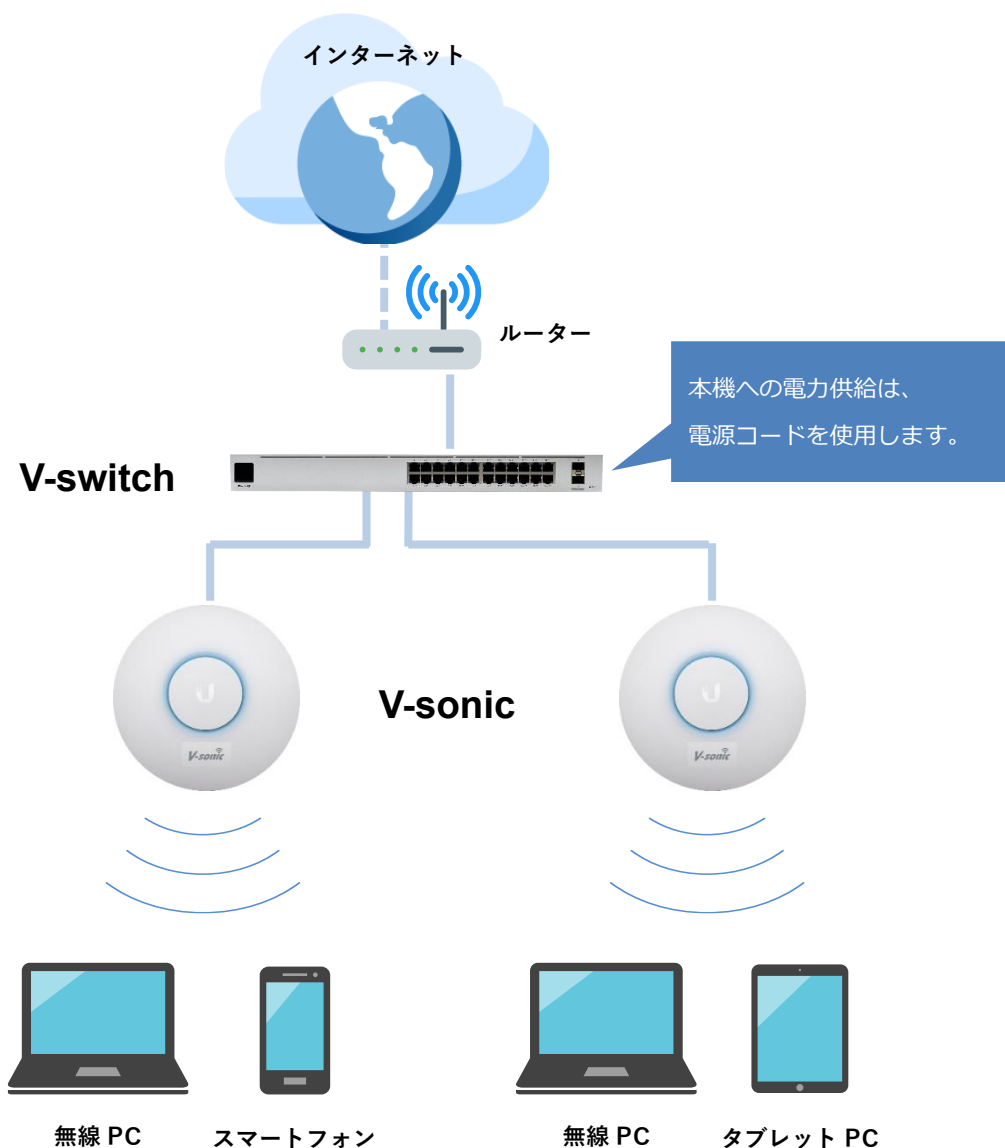 インターネット
ルーター
本機への電力供給は、
電源コードを使用します。
V-switch
V-sonic
V-sonic
V-sonic
無線 PC
スマートフォン
無線 PC
タブレット PC